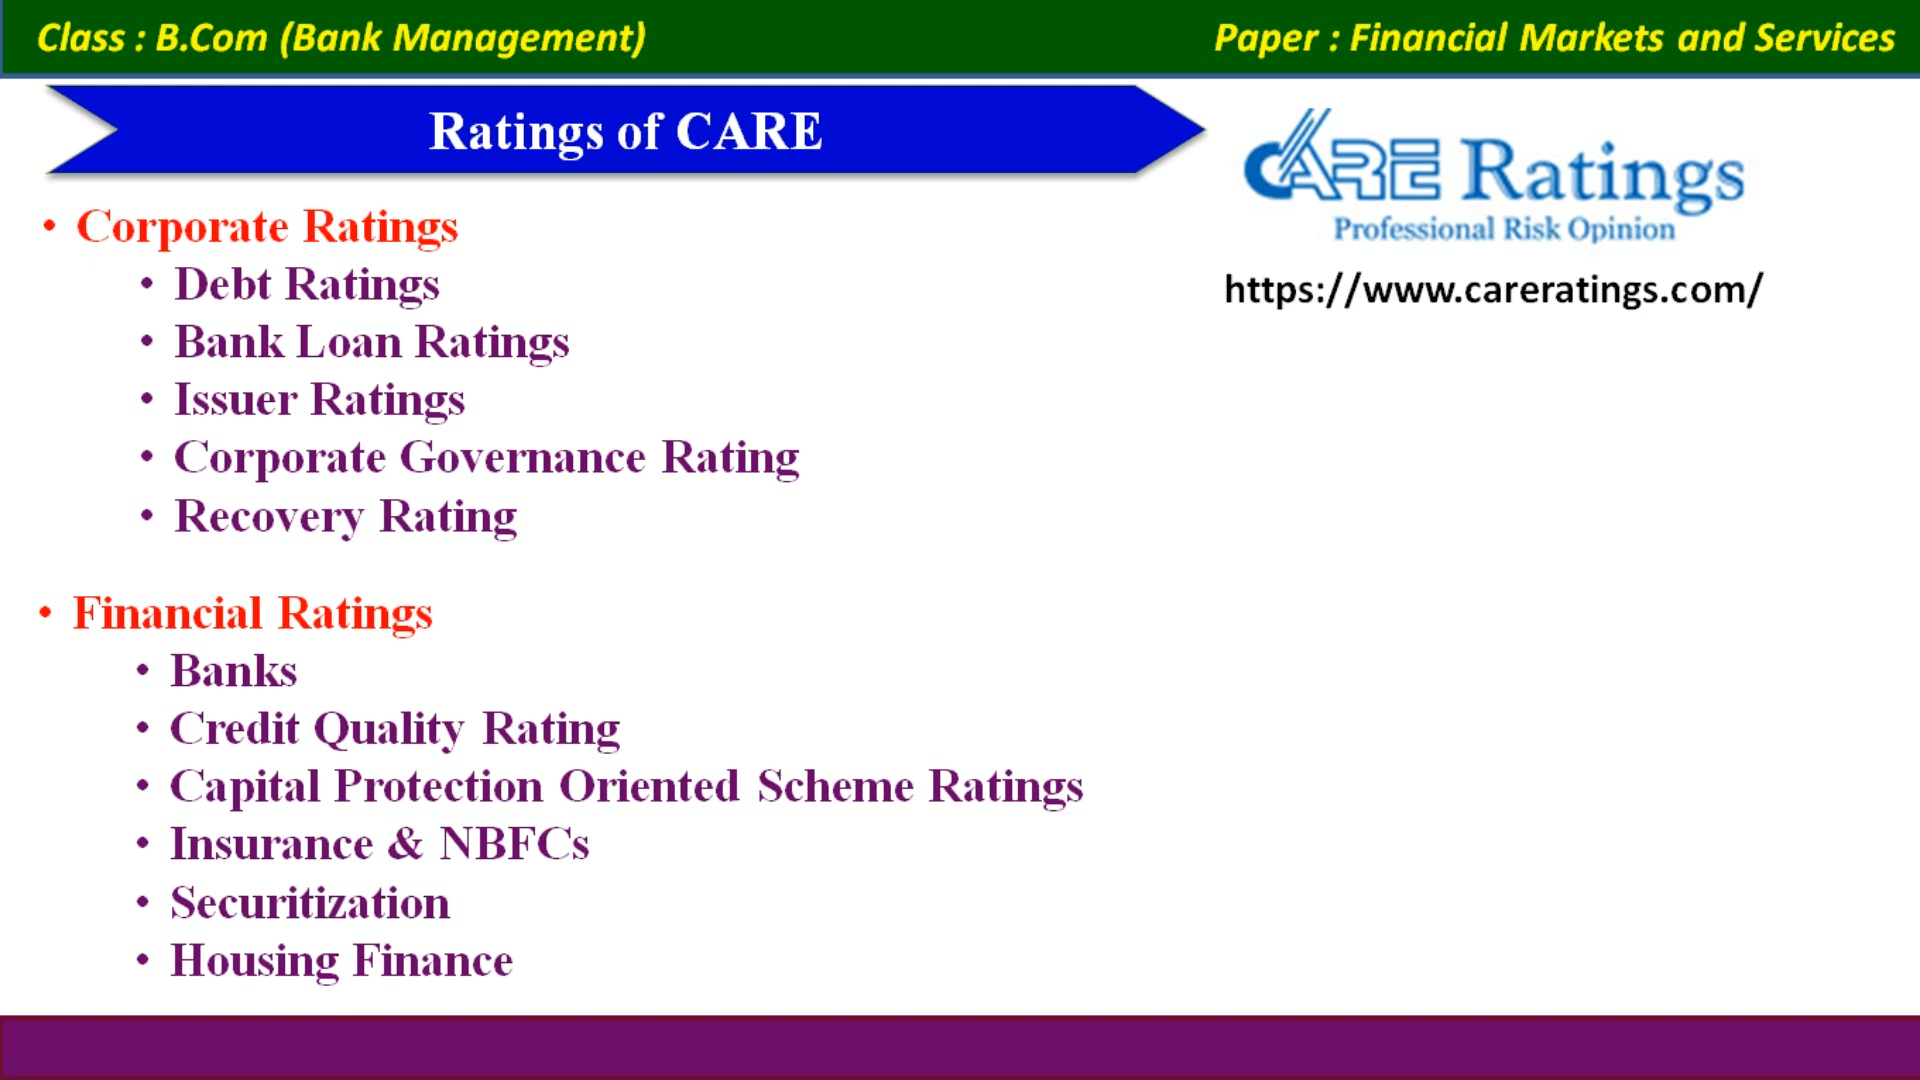 Class : B.Com (Bank Management)
Paper : Financial Markets and Services
Ratings of CARE
CARE Ratings
Professional Risk Opinion
https://www.careratings.com/
• Corporate Ratings
• Debt Ratings
• Bank Loan Ratings
• Issuer Ratings
• Corporate Governance Rating
• Recovery Rating
• Financial Ratings
• Banks
• Credit Quality Rating
• Capital Protection Oriented Scheme Ratings
• Insurance & NBFCs
• Securitization
• Housing Finance